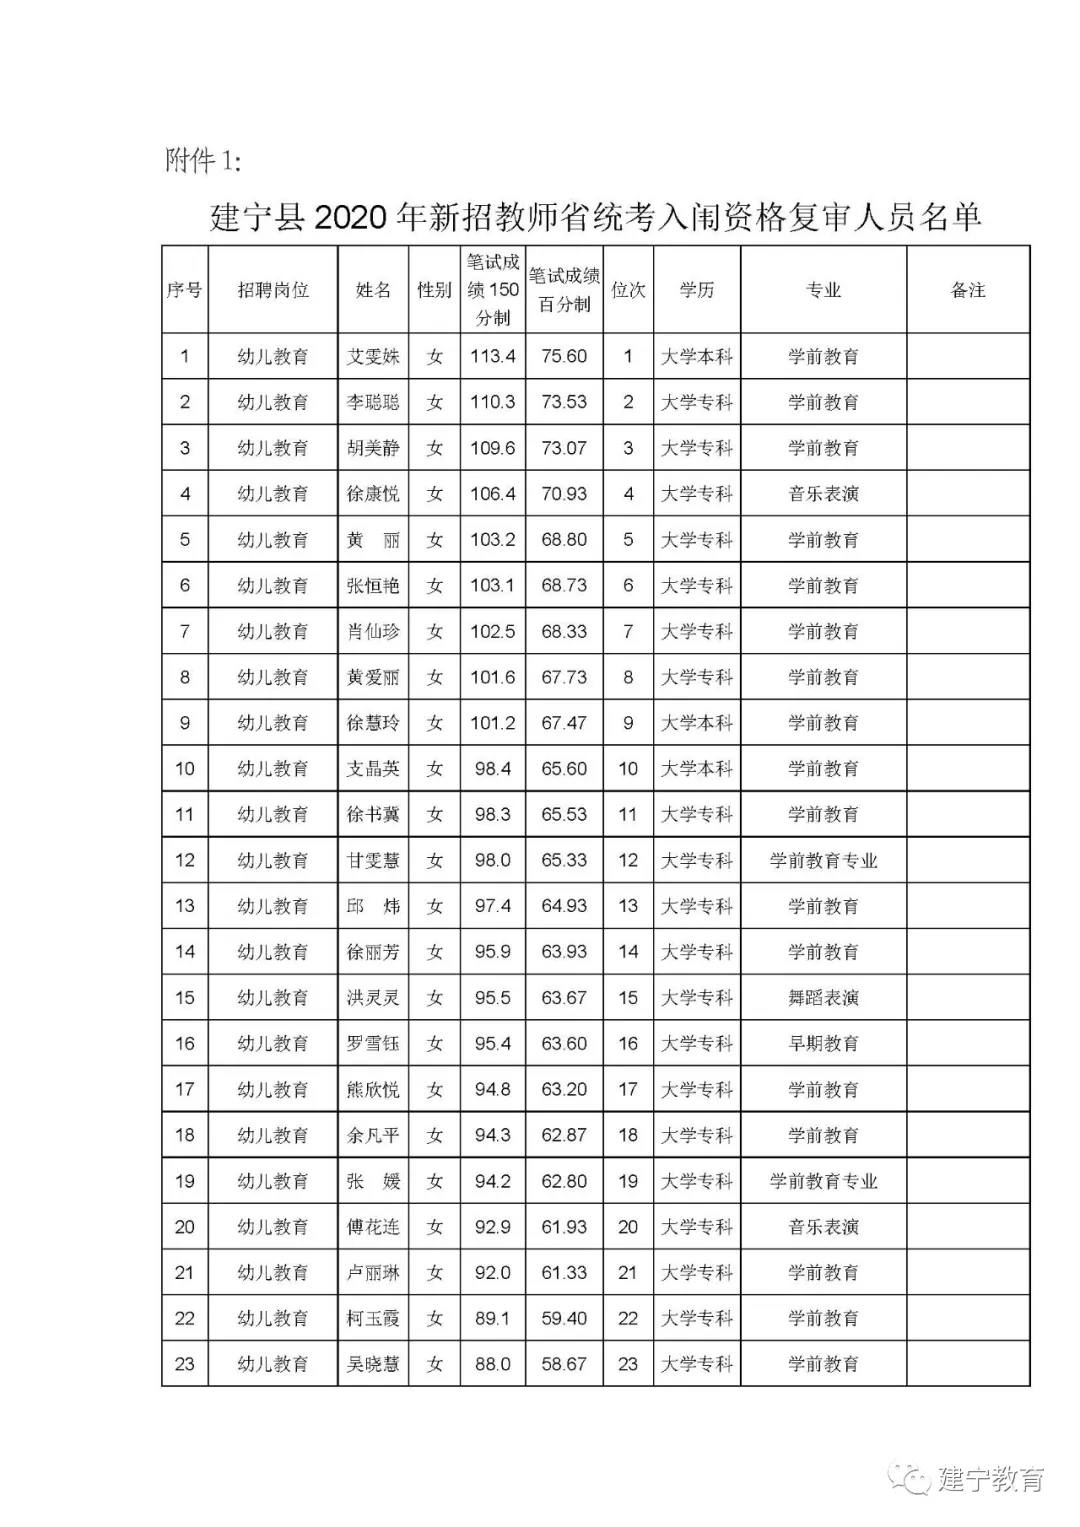 附件1:
建宁县2020年新招教师省统考入闱资格复审人员名单
序号 招聘岗位 姓名 性别 笔试成绩150分制 笔试成绩百分制 位次 学历 专业 备注
1 幼儿教育 艾雯姝 女 113.4 75.60 1 大学本科 学前教育
2 幼儿教育 李聪聪 女 110.3 73.53 2 大学专科 学前教育
3 幼儿教育 胡美静 女 109.6 73.07 3 大学专科 学前教育
4 幼儿教育 徐康悦 女 106.4 70.93 4 大学专科 音乐表演
5 幼儿教育 黄 丽 女 103.2 68.80 5 大学专科 学前教育
6 幼儿教育 张恒艳 女 103.1 68.73 6 大学专科 学前教育
7 幼儿教育 肖仙珍 女 102.5 68.33 7 大学专科 学前教育
8 幼儿教育 黄爱丽 女 101.6 67.73 8 大学专科 学前教育
9 幼儿教育 徐慧玲 女 101.2 67.47 9 大学本科 学前教育
10 幼儿教育 支晶英 女 98.4 65.60 10 大学本科 学前教育
11 幼儿教育 徐书冀 女 98.3 65.53 11 大学专科 学前教育
12 幼儿教育 甘雯慧 女 98.0 65.33 12 大学专科 学前教育专业
13 幼儿教育 邱 炜 女 97.4 64.93 13 大学专科 学前教育
14 幼儿教育 徐丽芳 女 95.9 63.93 14 大学专科 学前教育
15 幼儿教育 洪灵灵 女 95.5 63.67 15 大学专科 舞蹈表演
16 幼儿教育 罗雪钰 女 95.4 63.60 16 大学专科 早期教育
17 幼儿教育 熊欣悦 女 94.8 63.20 17 大学专科 学前教育
18 幼儿教育 余凡平 女 94.3 62.87 18 大学专科 学前教育
19 幼儿教育 张 媛 女 94.2 62.80 19 大学专科 学前教育专业
20 幼儿教育 傅花连 女 92.9 61.93 20 大学专科 音乐表演
21 幼儿教育 卢丽琳 女 92.0 61.33 21 大学专科 学前教育
22 幼儿教育 柯玉霞 女 89.1 59.40 22 大学专科 学前教育
23 幼儿教育 吴晓慧 女 88.0 58.67 23 大学专科 学前教育
建宁教育